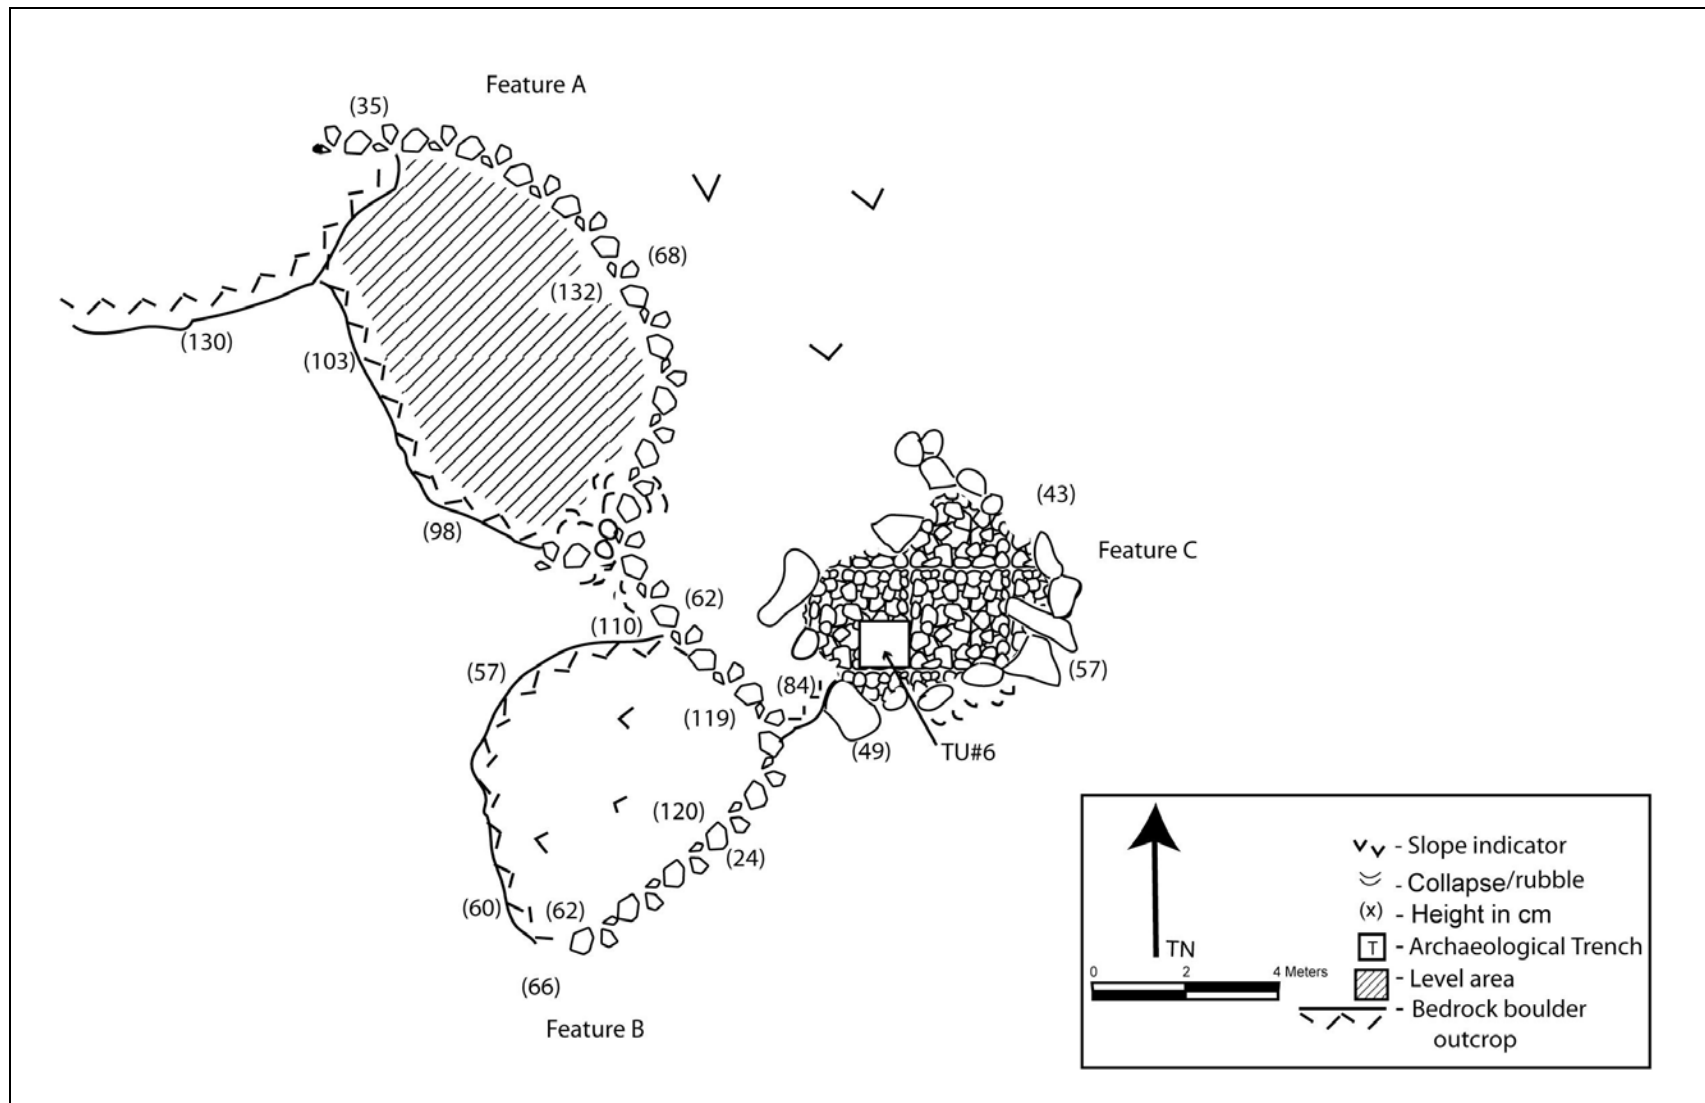 Feature A
(35)
(68)
(132)
(130)
(103)
(43)
(98)
Feature C
(62)
(110)
(57)
(57)
(84)
(119)
(49)
TU#6
(120)
(24)
(60)
(62)
(66)
Feature B
TN
0 2 4 Meters
- Slope indicator
- Collapse/rubble
(x) - Height in cm
T - Archaeological Trench
- Level area
- Bedrock boulder
outcrop